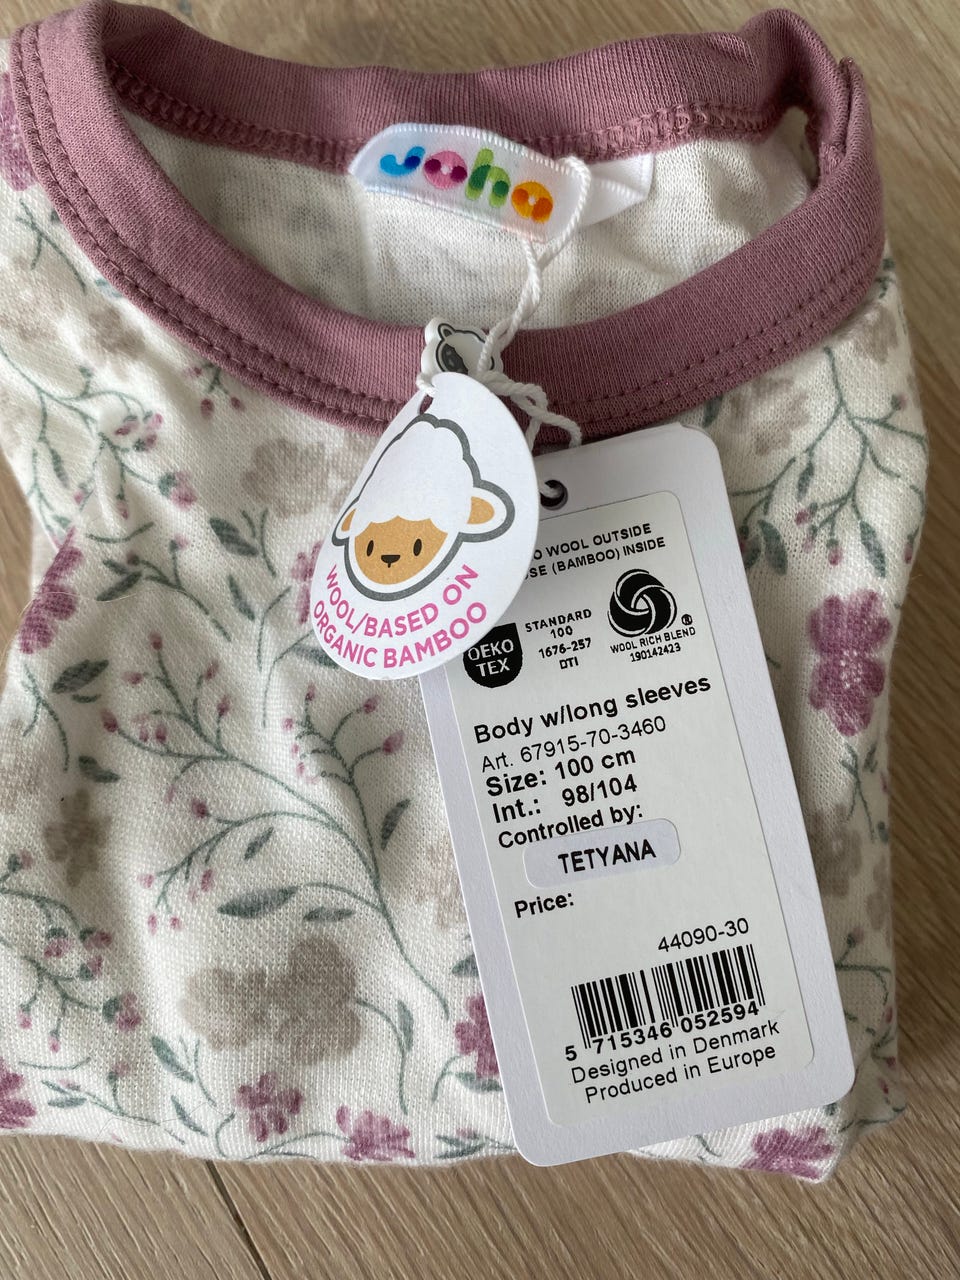 Joha
WOOL/BASED ON
ORGANIC BAMBOO
WOOL OUTSIDE
(BAMBOO) INSIDE
OEKO
TEX
STANDARD
100
1676-257
DTI
®
WOOL RICH BLEND
190142423
Body w/long sleeves
Art. 67915-70-3460
Size: 100 cm
Int.: 98/104
Controlled by:
TETYANA
Price:
44090-30
5 715346 052594
Designed in Denmark
Produced in Europe